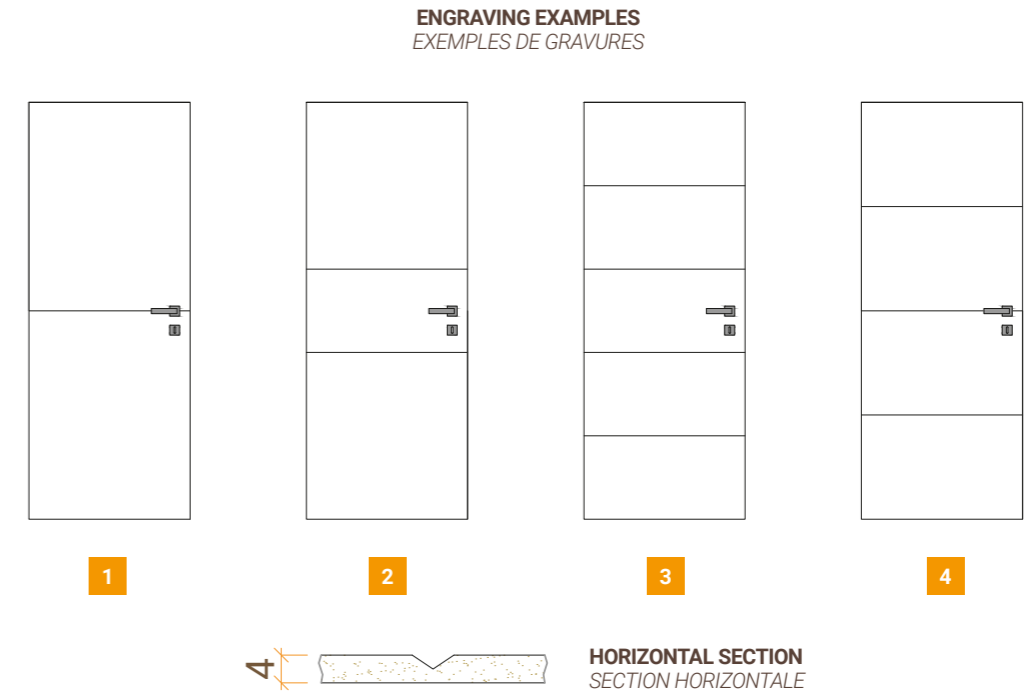 ENGRAVING EXAMPLES
EXEMPLES DE GRAVURES
1
2
3
4
4
HORIZONTAL SECTION
SECTION HORIZONTALE